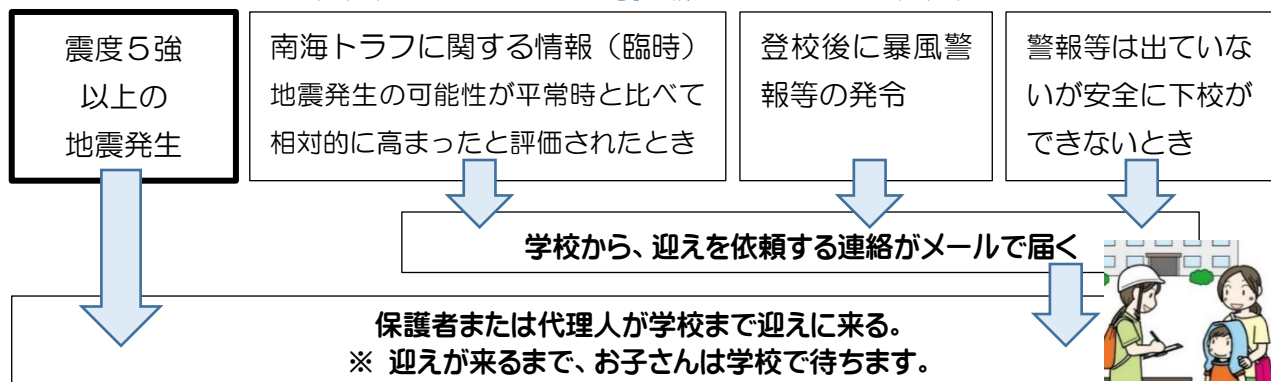 震度５強
以上の
地震発生
南海トラフに関する情報（臨時）
地震発生の可能性が平常時と比べて
相対的に高まったと評価されたとき
登校後に暴風警
報等の発令
警報等は出ていな
いが安全に下校が
できないとき
学校から、迎えを依頼する連絡がメールで届く
保護者または代理人が学校まで迎えに来る。
※ 迎えが来るまで、お子さんは学校で待ちます。